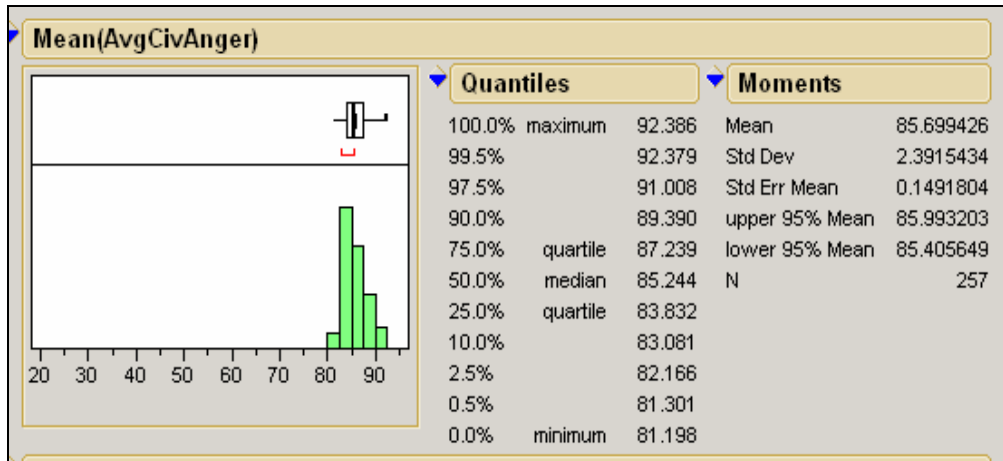 Mean(AvgCivAnger)
20 30 40 50 60 70 80 90
Quantiles
100.0% maximum 92.386
99.5% 92.379
97.5% 91.008
90.0% 89.390
75.0% quartile 87.239
50.0% median 85.244
25.0% quartile 83.832
10.0% 83.081
2.5% 82.166
0.5% 81.301
0.0% minimum 81.198
Moments
Mean 85.699426
Std Dev 2.3915434
Std Err Mean 0.1491804
upper 95% Mean 85.993203
lower 95% Mean 85.405649
N 257